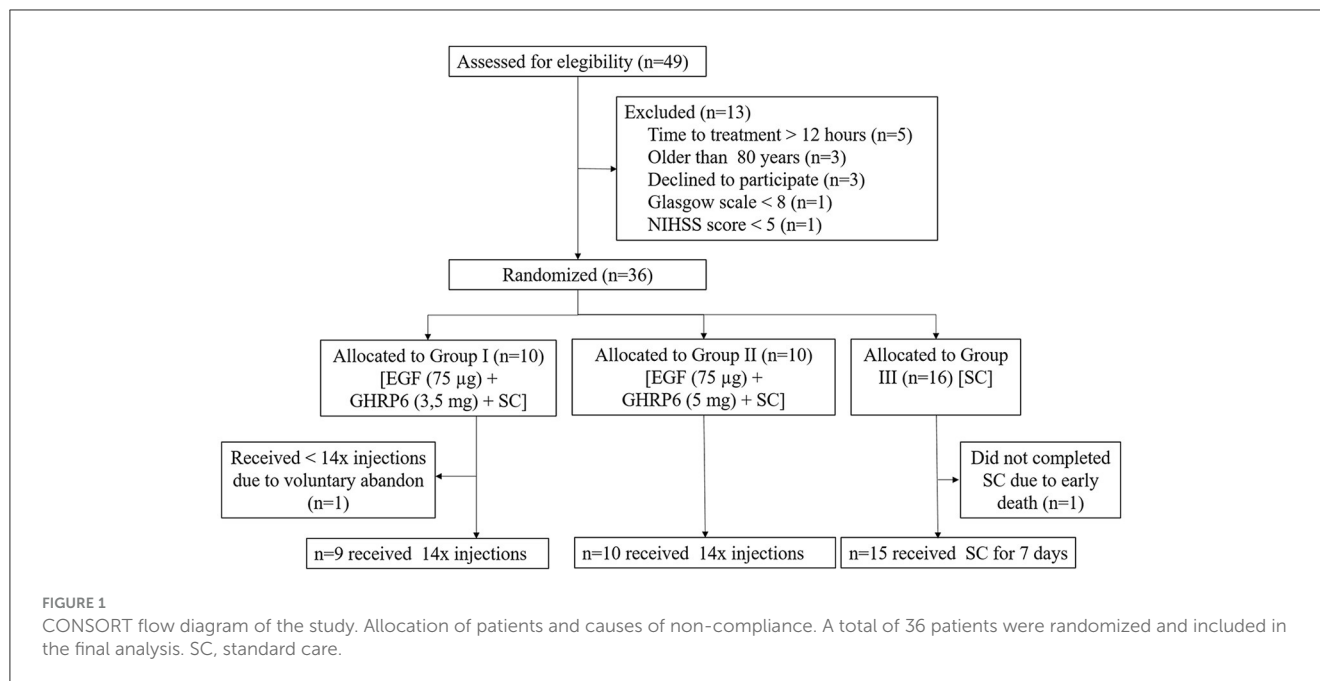 Assessed for elegibility (n=49)
Excluded (n=13)
Time to treatment > 12 hours (n=5)
Older than 80 years (n=3)
Declined to participate (n=3)
Glasgow scale < 8 (n=1)
NIHSS score < 5 (n=1)
Randomized (n=36)
Allocated to Group I (n=10)
[EGF (75 µg) +
GHRP6 (3,5 mg) + SC]
Allocated to Group II (n=10)
[EGF (75 µg) +
GHRP6 (5 mg) + SC]
Allocated to Group
III (n=16) [SC]
Received < 14x injections
due to voluntary abandon
(n=1)
Did not completed
SC due to early
death (n=1)
n=9 received 14x injections
n=10 received 14x injections
n=15 received SC for 7 days
FIGURE 1
CONSORT flow diagram of the study. Allocation of patients and causes of non-compliance. A total of 36 patients were randomized and included in
the final analysis. SC, standard care.